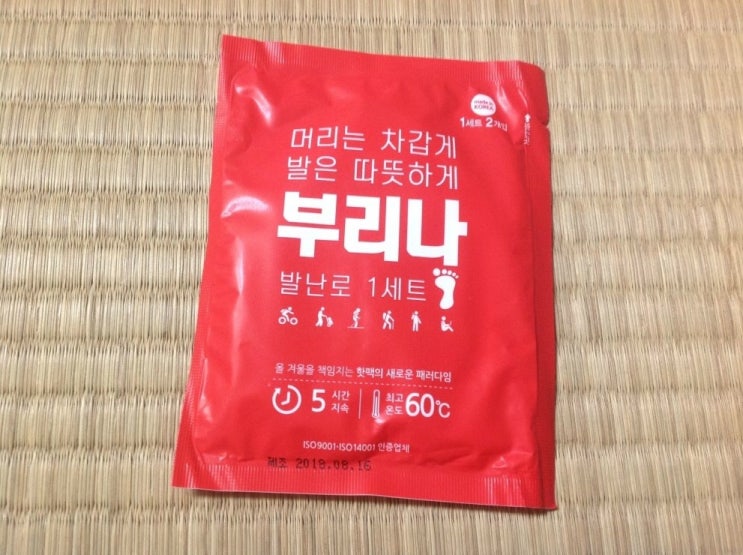 made in
KOREA
1세트 2개입
머리는 차갑게
발은 따뜻하게
부리나
발난로 1세트
올 겨울을 책임지는 핫팩의 새로운 패러다임
5 시간 지속
최고 온도 60℃
ISO9001·ISO14001 인증업체
제조 2018.08.16